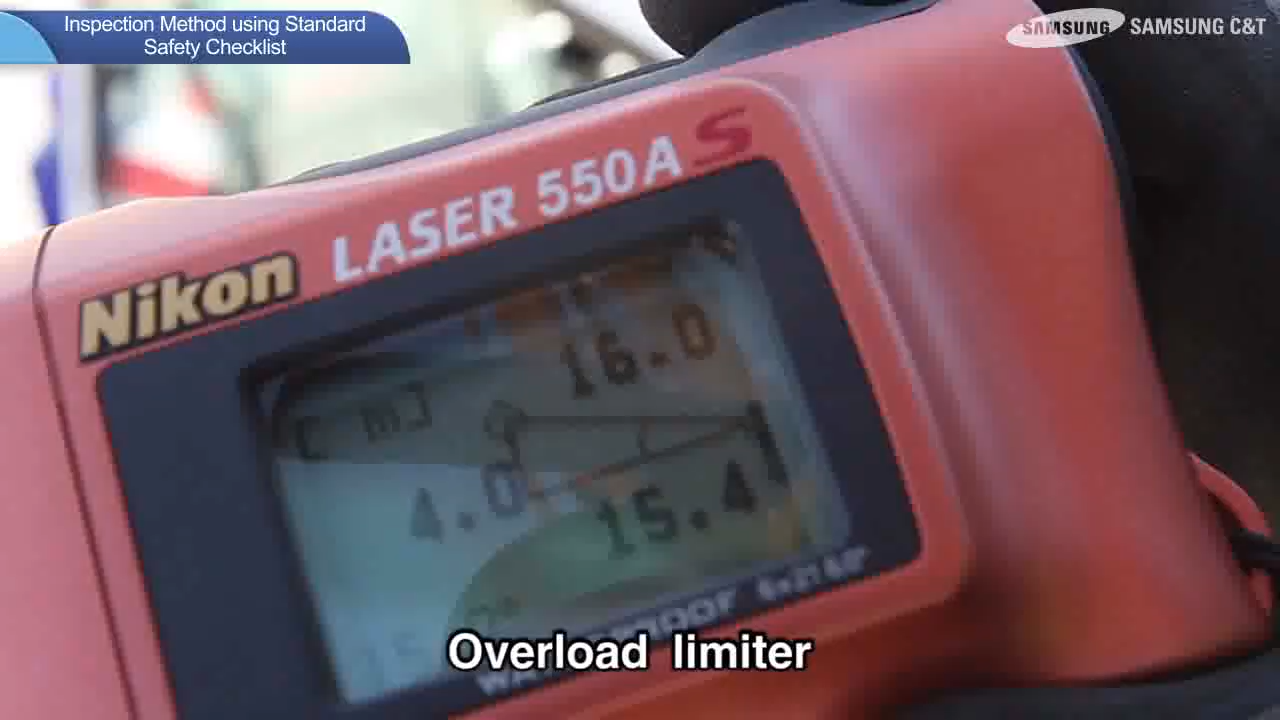 Inspection Method using Standard
Safety Checklist
SAMSUNG SAMSUNG C&T
Nikon LASER 550A S
16.0
[ m]
4.0
15.4
Overload limiter